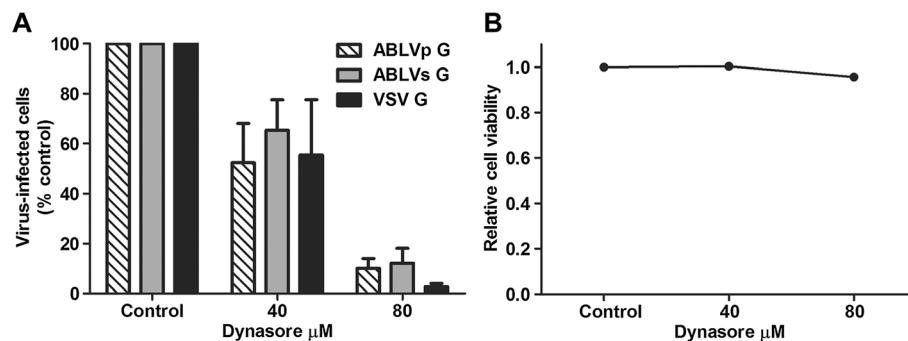 A
Virus-infected cells
(% control)
100
80
60
40
20
0
ABLVp G
ABLVs G
VSV G
Control
40
80
Dynasore μM
B
Relative cell viability
1.0
0.8
0.6
0.4
0.2
0.0
Control
40
80
Dynasore μM